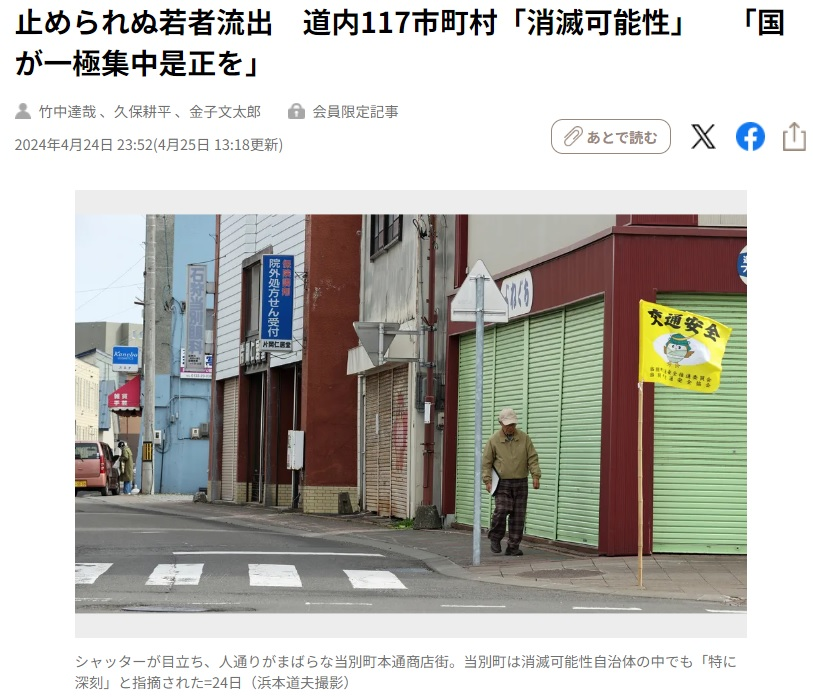 止められぬ若者流出　道内117市町村「消滅可能性」　「国
が一極集中是正を」
竹中達哉、久保耕平、金子文太郎　会員限定記事
2024年4月24日 23:52(4月25日 13:18更新)
あとで読む
院外処方せん受付
片岡仁誠堂
Kanebo
交通安全
シャッターが目立ち、人通りがまばらな当別町本通商店街。当別町は消滅可能性自治体の中でも「特に
深刻」と指摘された=24日（浜本道夫撮影）